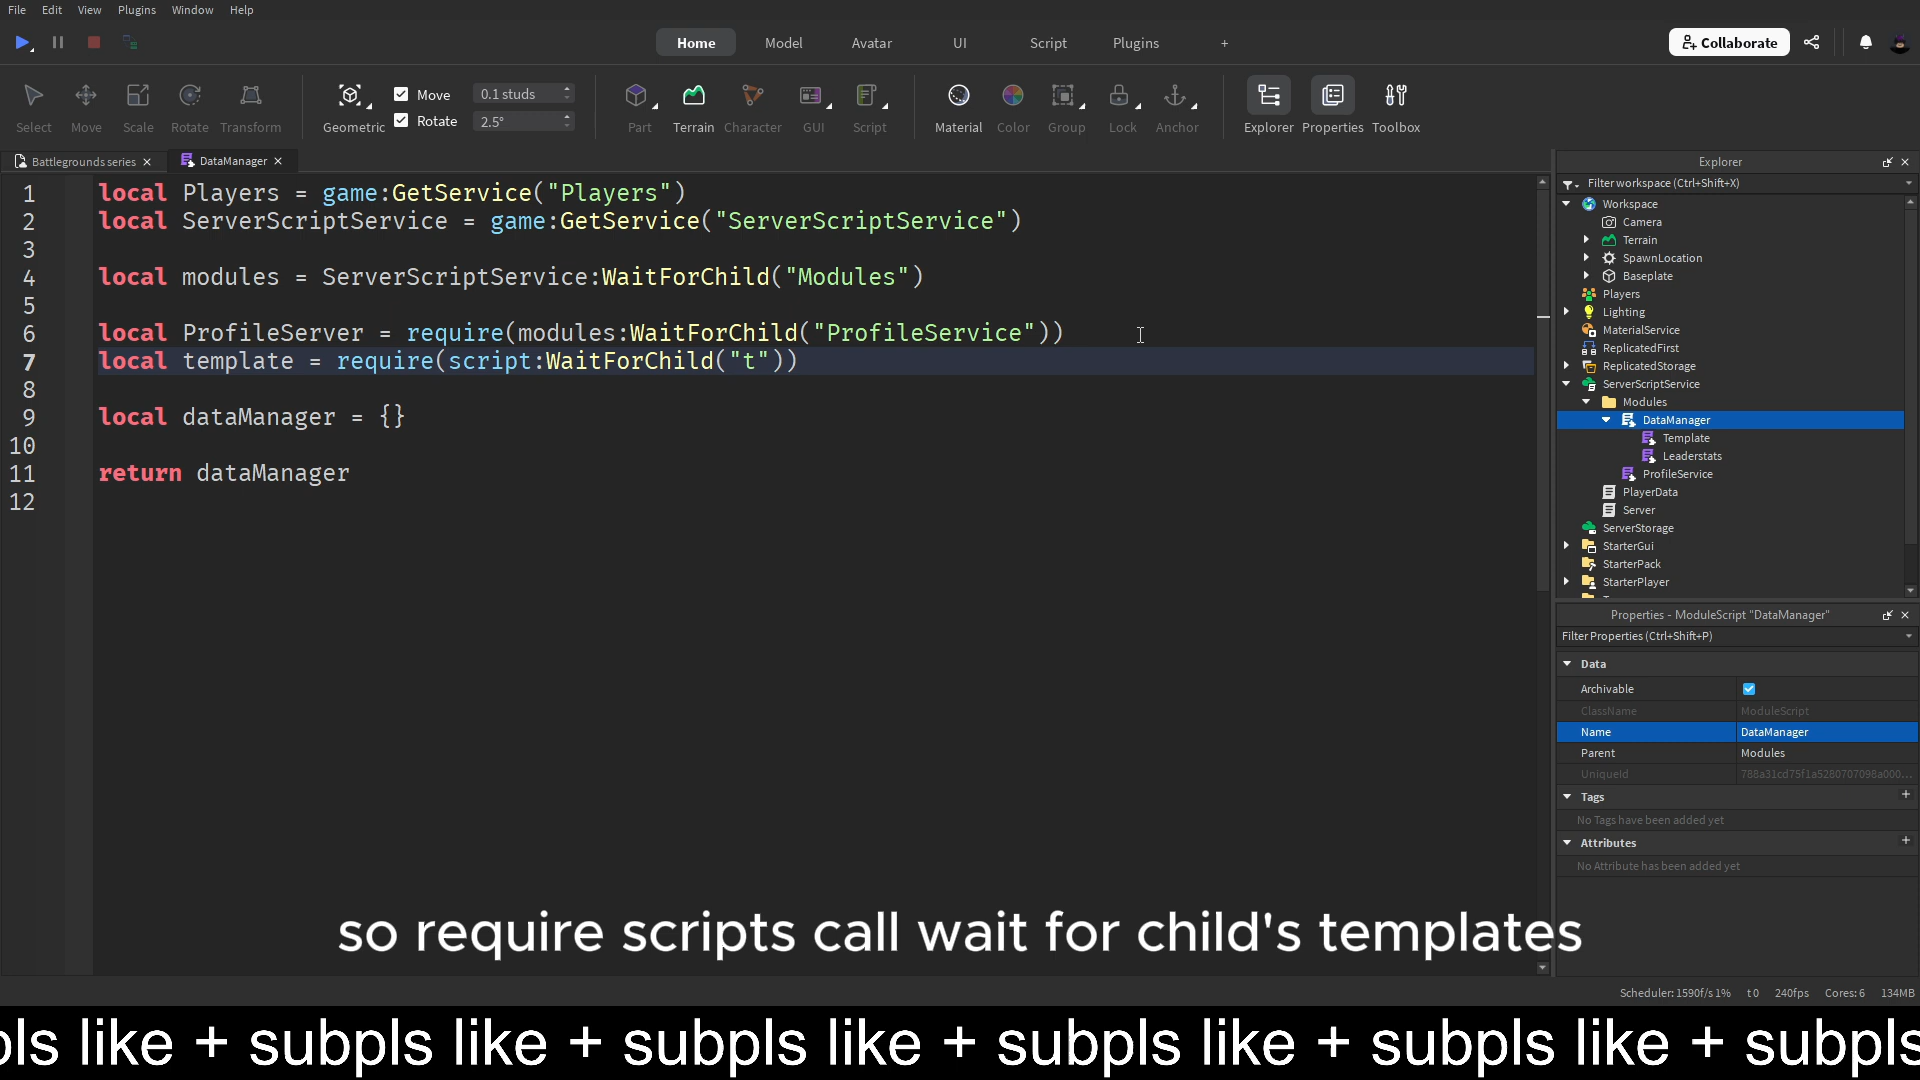 File Edit View Plugins Window Help
Home Model Avatar UI Script Plugins +
Collaborate
Move 0.1 studs
Rotate 2.5°
Select Move Scale Rotate Transform Geometric Part Terrain Character GUI Script Material Color Group Lock Anchor Explorer Properties Toolbox
Battlegrounds series × DataManager ×
1 local Players = game:GetService("Players")
2 local ServerScriptService = game:GetService("ServerScriptService")
3
4 local modules = ServerScriptService:WaitForChild("Modules")
5
6 local ProfileServer = require(modules:WaitForChild("ProfileService"))
7 local template = require(script:WaitForChild("t"))
8
9 local dataManager = {}
10
11 return dataManager
12
Explorer
Filter workspace (Ctrl+Shift+X)
Workspace
Camera
Terrain
SpawnLocation
Baseplate
Players
Lighting
MaterialService
ReplicatedFirst
ReplicatedStorage
ServerScriptService
Modules
DataManager
Template
Leaderstats
ProfileService
PlayerData
Server
ServerStorage
StarterGui
StarterPack
StarterPlayer
Properties - ModuleScript "DataManager"
Filter Properties (Ctrl+Shift+P)
Data
Archivable
ClassName ModuleScript
Name DataManager
Parent Modules
UniqueId 788a31cd75f1a5280707098a000...
Tags +
No Tags have been added yet
Attributes +
No Attribute has been added yet
so require scripts call wait for child's templates
Scheduler: 1590f/s 1% t0 240fps Cores: 6 134MB
pls like + subpls like + subpls like + subpls like + subpls like + subpls